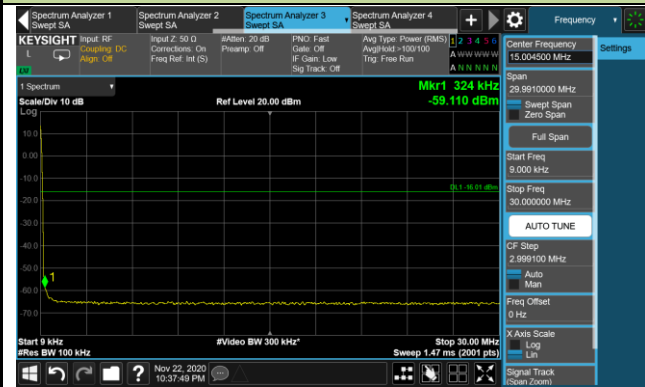 Spectrum Analyzer 1
Swept SA
Spectrum Analyzer 2
Swept SA
Spectrum Analyzer 3
Swept SA
Spectrum Analyzer 4
Swept SA
+
Frequency
KEYSIGHT
L
Input: RF
Coupling: DC
Align: Off
Input Z: 50 Ω
Corrections: On
Freq Ref: Int (S)
#Atten: 20 dB
Preamp: Off
PNO: Fast
Gate: Off
IF Gain: Low
Sig Track: Off
Avg Type: Power (RMS)
Avg|Hold:>100/100
Trig: Free Run
1 2 3 4 5 6
A W W W W W
A N N N N N
1 Spectrum
Scale/Div 10 dB
Log
Ref Level 20.00 dBm
Mkr1 324 kHz
-59.110 dBm
10.0
0.00
-10.0
DL1 -16.01 dBm
-20.0
-30.0
-40.0
-50.0
1
-60.0
-70.0
Start 9 kHz
#Res BW 100 kHz
#Video BW 300 kHz*
Stop 30.00 MHz
Sweep 1.47 ms (2001 pts)
Nov 22, 2020
10:37:49 PM
?
Center Frequency
15.004500 MHz
Settings
Span
29.9910000 MHz
Swept Span
Zero Span
Full Span
Start Freq
9.000 kHz
Stop Freq
30.000000 MHz
AUTO TUNE
CF Step
2.999100 MHz
Auto
Man
Freq Offset
0 Hz
X Axis Scale
Log
Lin
Signal Track
(Span Zoom)